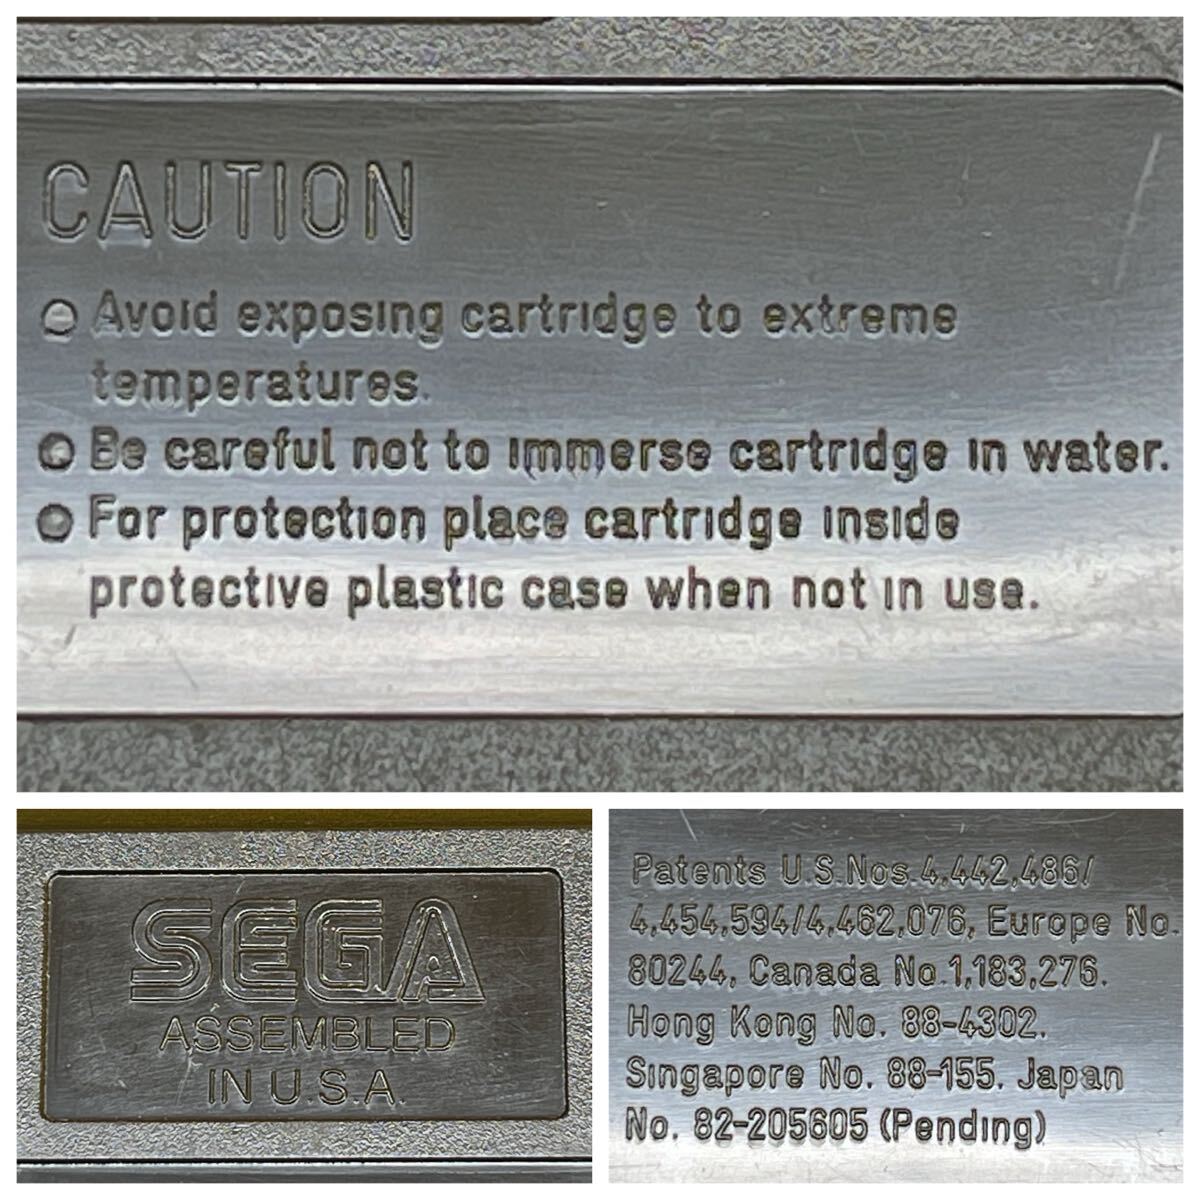 CAUTION
Avoid exposing cartridge to extreme
temperatures.
Be careful not to immerse cartridge in water.
For protection place cartridge inside
protective plastic case when not in use.
SEGA
ASSEMBLED
IN U.S.A.
Patents U.S.Nos.4,442,486/
4,454,594/4,462,076, Europe No.
80244, Canada No.1,183,276.
Hong Kong No. 88-4302.
Singapore No. 88-155. Japan
No. 82-205605 (Pending)